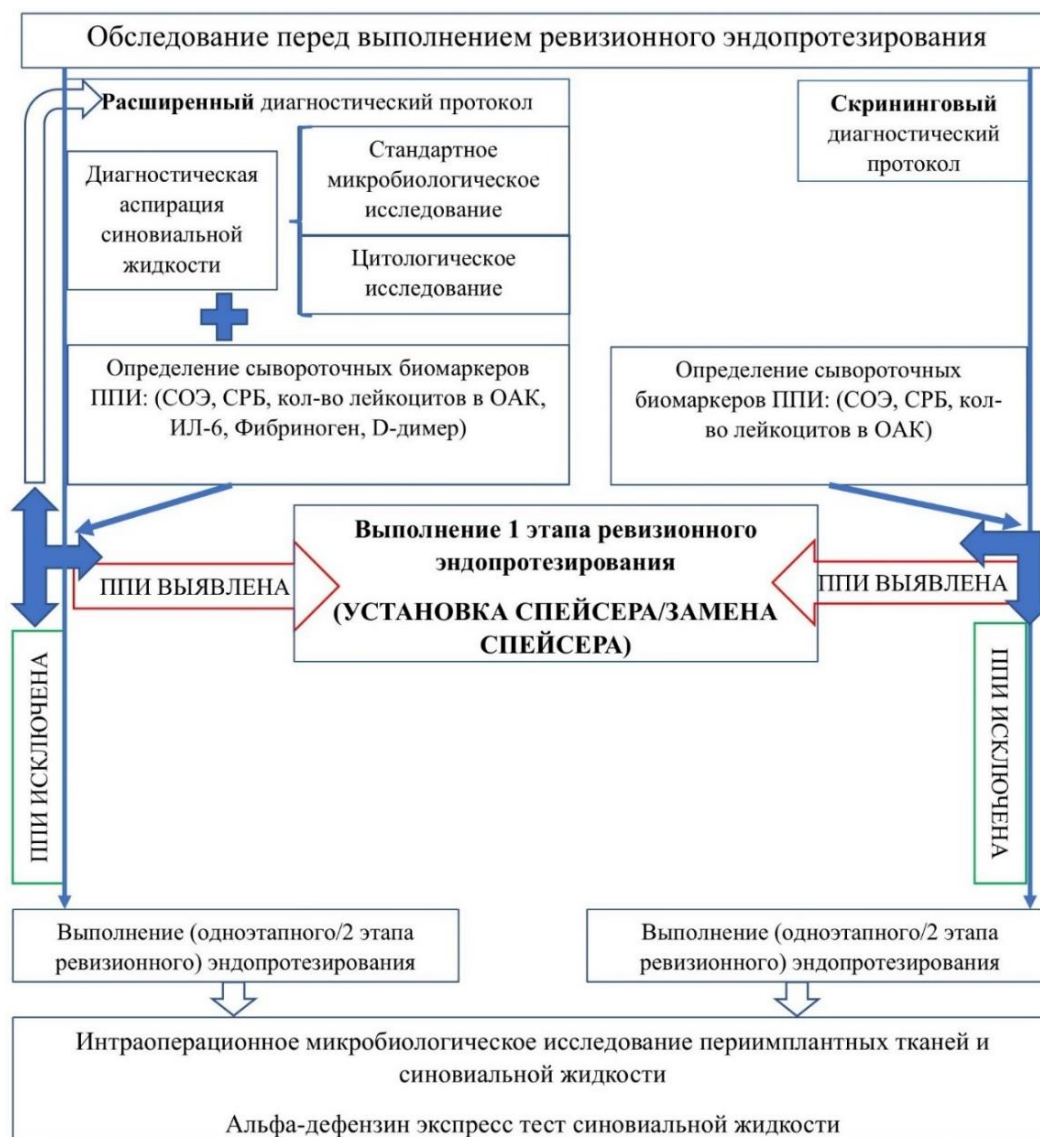 Обследование перед выполнением ревизионного эндопротезирования
Расширенный диагностический протокол
Диагностическая
аспирация
синовиальной
жидкости
Стандартное
микробиологическое
исследование
Цитологическое
исследование
Скрининговый
диагностический
протокол
Определение сывороточных биомаркеров
ППИ: (СОЭ, СРБ, кол-во лейкоцитов в ОАК,
ИЛ-6, Фибриноген, D-димер)
Определение сывороточных
биомаркеров ППИ: (СОЭ, СРБ, кол-
во лейкоцитов в ОАК)
Выполнение 1 этапа ревизионного
эндопротезирования
(УСТАНОВКА СПЕЙСЕРА/ЗАМЕНА
СПЕЙСЕРА)
ППИ ВЫЯВЛЕНА
ППИ ВЫЯВЛЕНА
ППИ ИСКЛЮЧЕНА
ППИ ИСКЛЮЧЕНА
Выполнение (одноэтапного/2 этапа
ревизионного) эндопротезирования
Выполнение (одноэтапного/2 этапа
ревизионного) эндопротезирования
Интраоперационное микробиологическое исследование периимплантных тканей и
синовиальной жидкости
Альфа-дефензин экспресс тест синовиальной жидкости